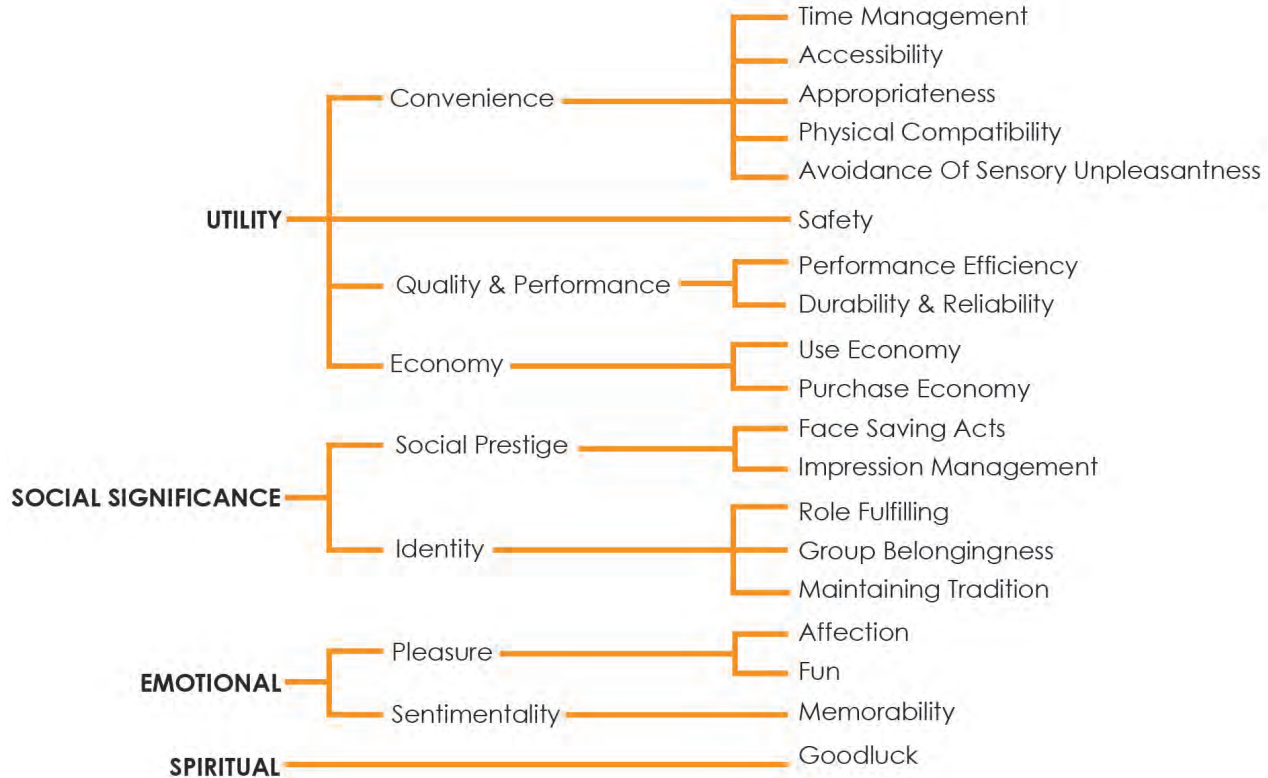 UTILITY
Convenience
Time Management
Accessibility
Appropriateness
Physical Compatibility
Avoidance Of Sensory Unpleasantness
Safety
Quality & Performance
Performance Efficiency
Durability & Reliability
Economy
Use Economy
Purchase Economy
SOCIAL SIGNIFICANCE
Social Prestige
Face Saving Acts
Impression Management
Identity
Role Fulfilling
Group Belongingness
Maintaining Tradition
EMOTIONAL
Pleasure
Affection
Fun
Sentimentality
Memorability
SPIRITUAL
Goodluck